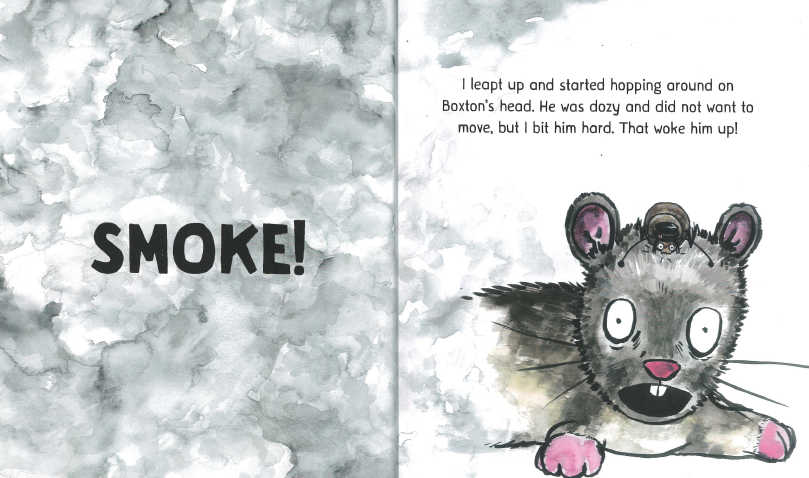 SMOKE!
I leapt up and started hopping around on
Boxton's head. He was dozy and did not want to
move, but I bit him hard. That woke him up!